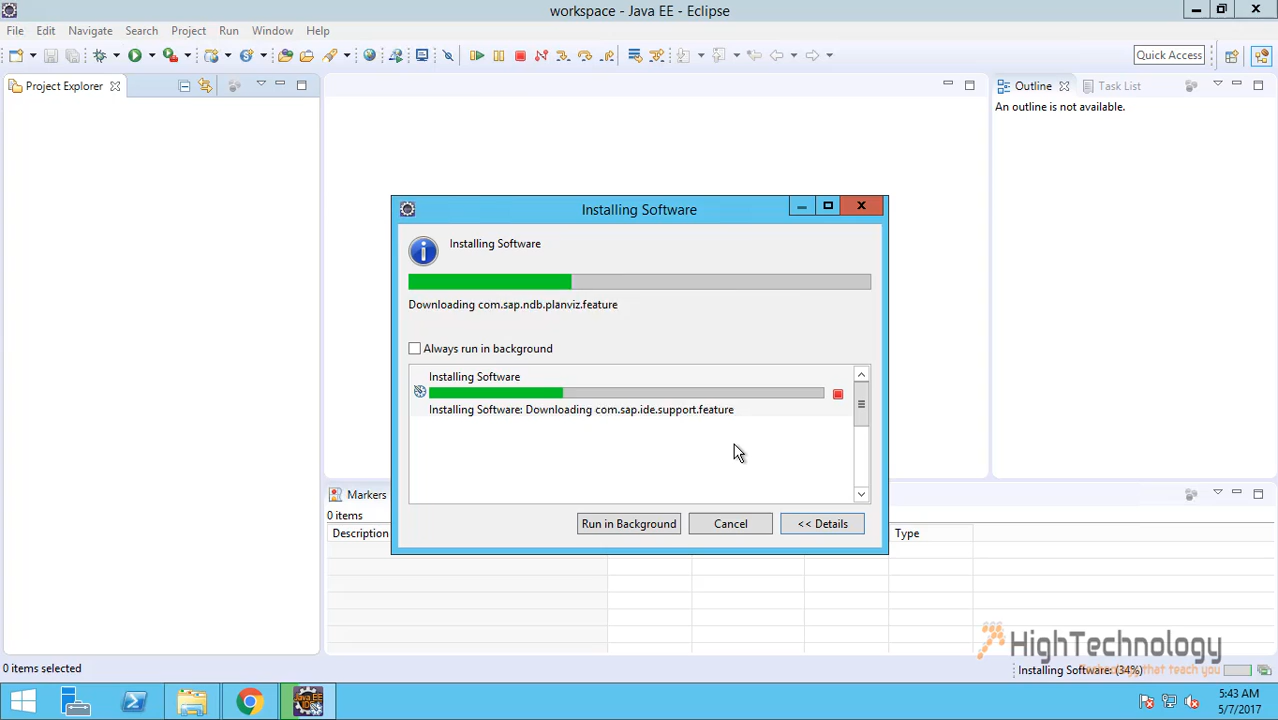 workspace - Java EE - Eclipse
File Edit Navigate Search Project Run Window Help
Quick Access
Project Explorer
Outline Task List
An outline is not available.
Installing Software
Installing Software
Downloading com.sap.ndb.planviz.feature
Always run in background
Installing Software
Installing Software: Downloading com.sap.ide.support.feature
Run in Background Cancel << Details
Markers
0 items
Description Type
HighTechnology
0 items selected
Installing Software: (34%)
Java EE
IDE
5:43 AM
5/7/2017